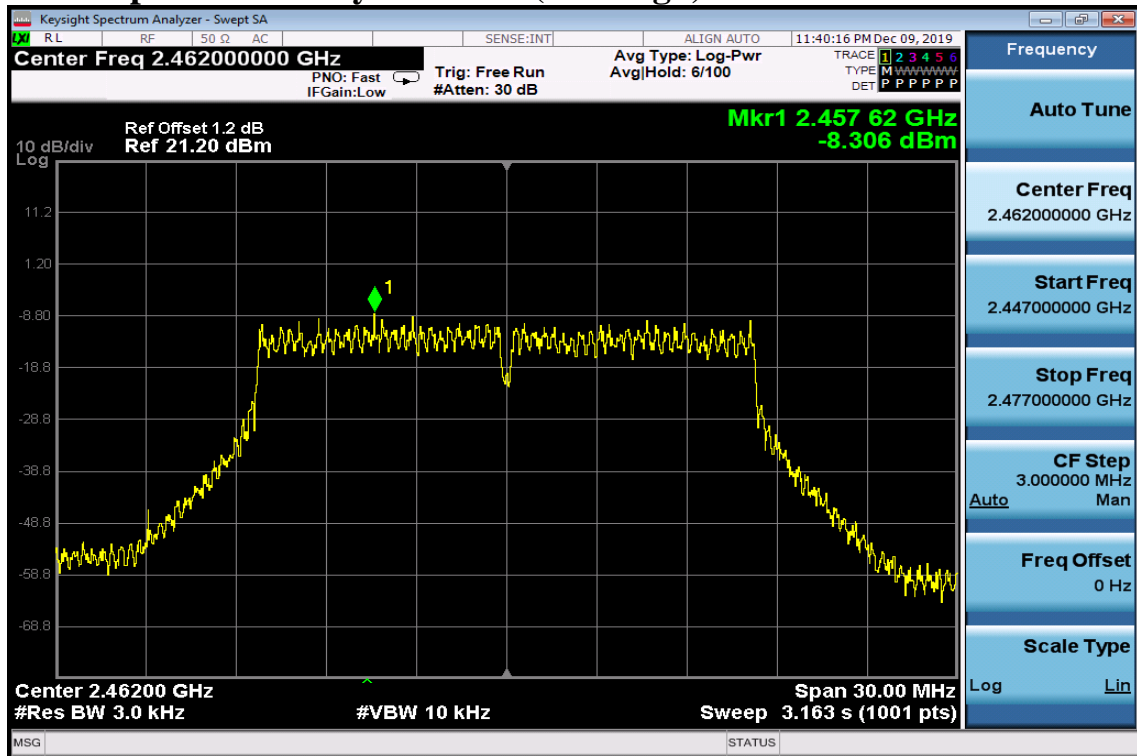 Keysight Spectrum Analyzer - Swept SA
LXI RL RF 50 Ω AC SENSE:INT ALIGN AUTO 11:40:16 PM Dec 09, 2019
Center Freq 2.462000000 GHz
PNO: Fast
IFGain:Low
Trig: Free Run
#Atten: 30 dB
Avg Type: Log-Pwr
Avg|Hold: 6/100
TRACE 1 2 3 4 5 6
TYPE M W W W W W
DET P P P P P P
Mkr1 2.457 62 GHz
-8.306 dBm
Ref Offset 1.2 dB
10 dB/div Ref 21.20 dBm
Log
1
11.2
1.20
-8.80
-18.8
-28.8
-38.8
-48.8
-58.8
-68.8
Center 2.46200 GHz Span 30.00 MHz
#Res BW 3.0 kHz #VBW 10 kHz Sweep 3.163 s (1001 pts)
MSG STATUS
Frequency
Auto Tune
Center Freq
2.462000000 GHz
Start Freq
2.447000000 GHz
Stop Freq
2.477000000 GHz
CF Step
3.000000 MHz
Auto Man
Freq Offset
0 Hz
Scale Type
Log Lin